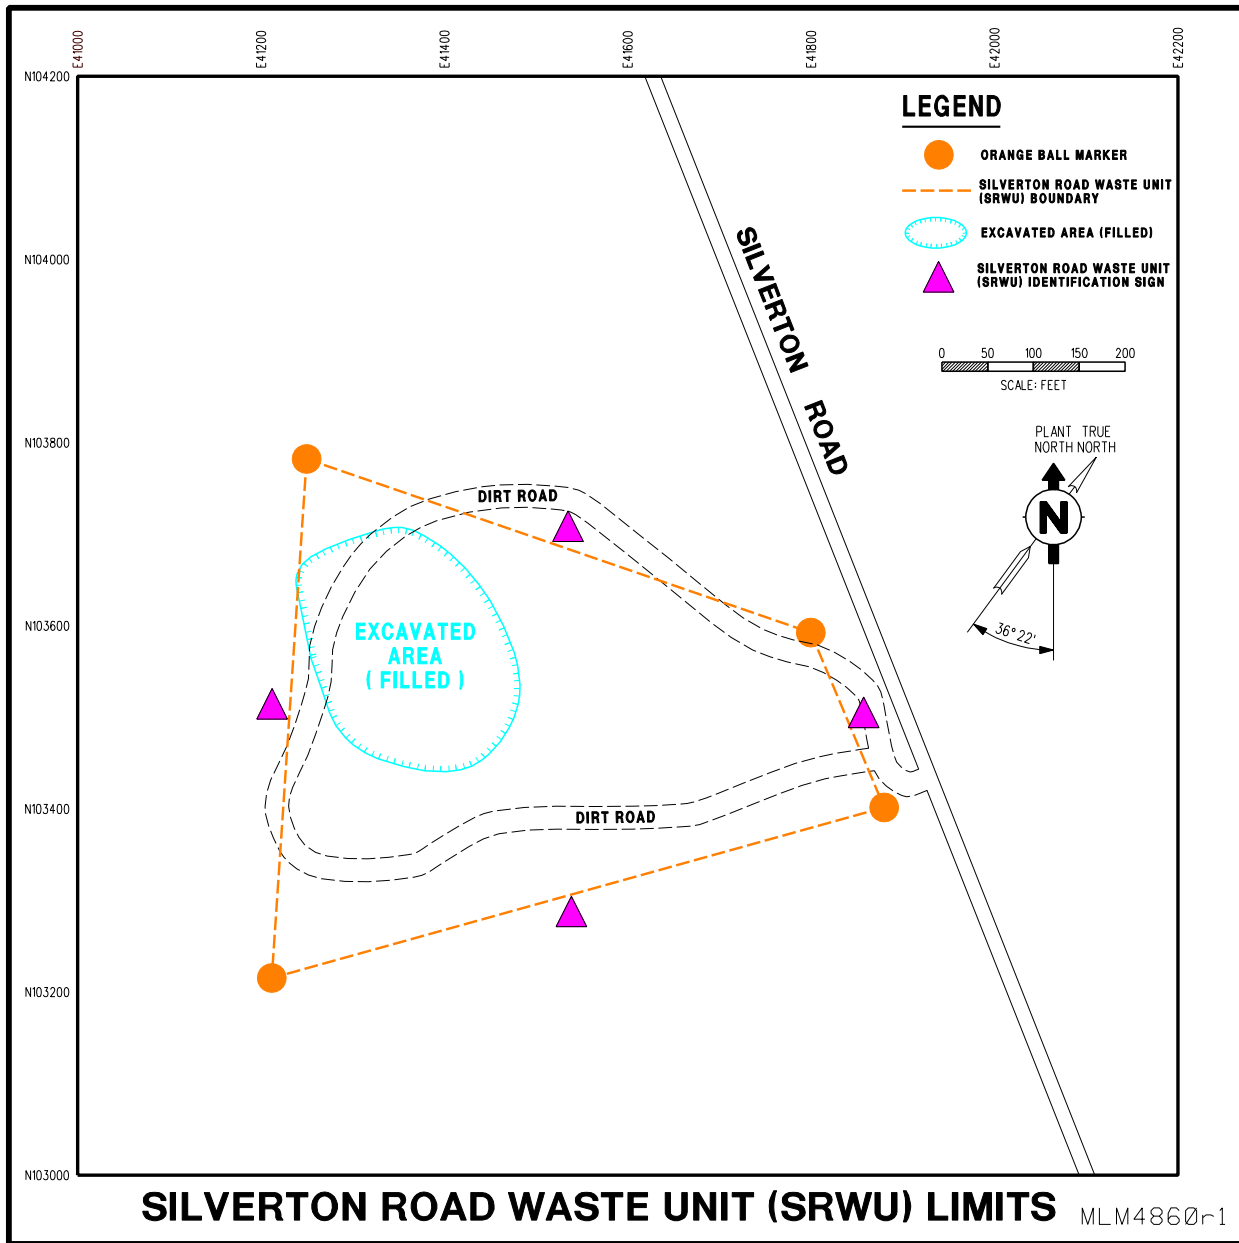 E41000
E41200
E41400
E41600
E41800
E42000
E42200
N104200
N104000
N103800
N103600
N103400
N103200
N103000
LEGEND
ORANGE BALL MARKER
SILVERTON ROAD WASTE UNIT
(SRWU) BOUNDARY
EXCAVATED AREA (FILLED)
SILVERTON ROAD WASTE UNIT
(SRWU) IDENTIFICATION SIGN
0 50 100 150 200
SCALE: FEET
PLANT TRUE
NORTH NORTH
N
36° 22'
SILVERTON ROAD
DIRT ROAD
EXCAVATED
AREA
( FILLED )
DIRT ROAD
SILVERTON ROAD WASTE UNIT (SRWU) LIMITS
MLM4860r1